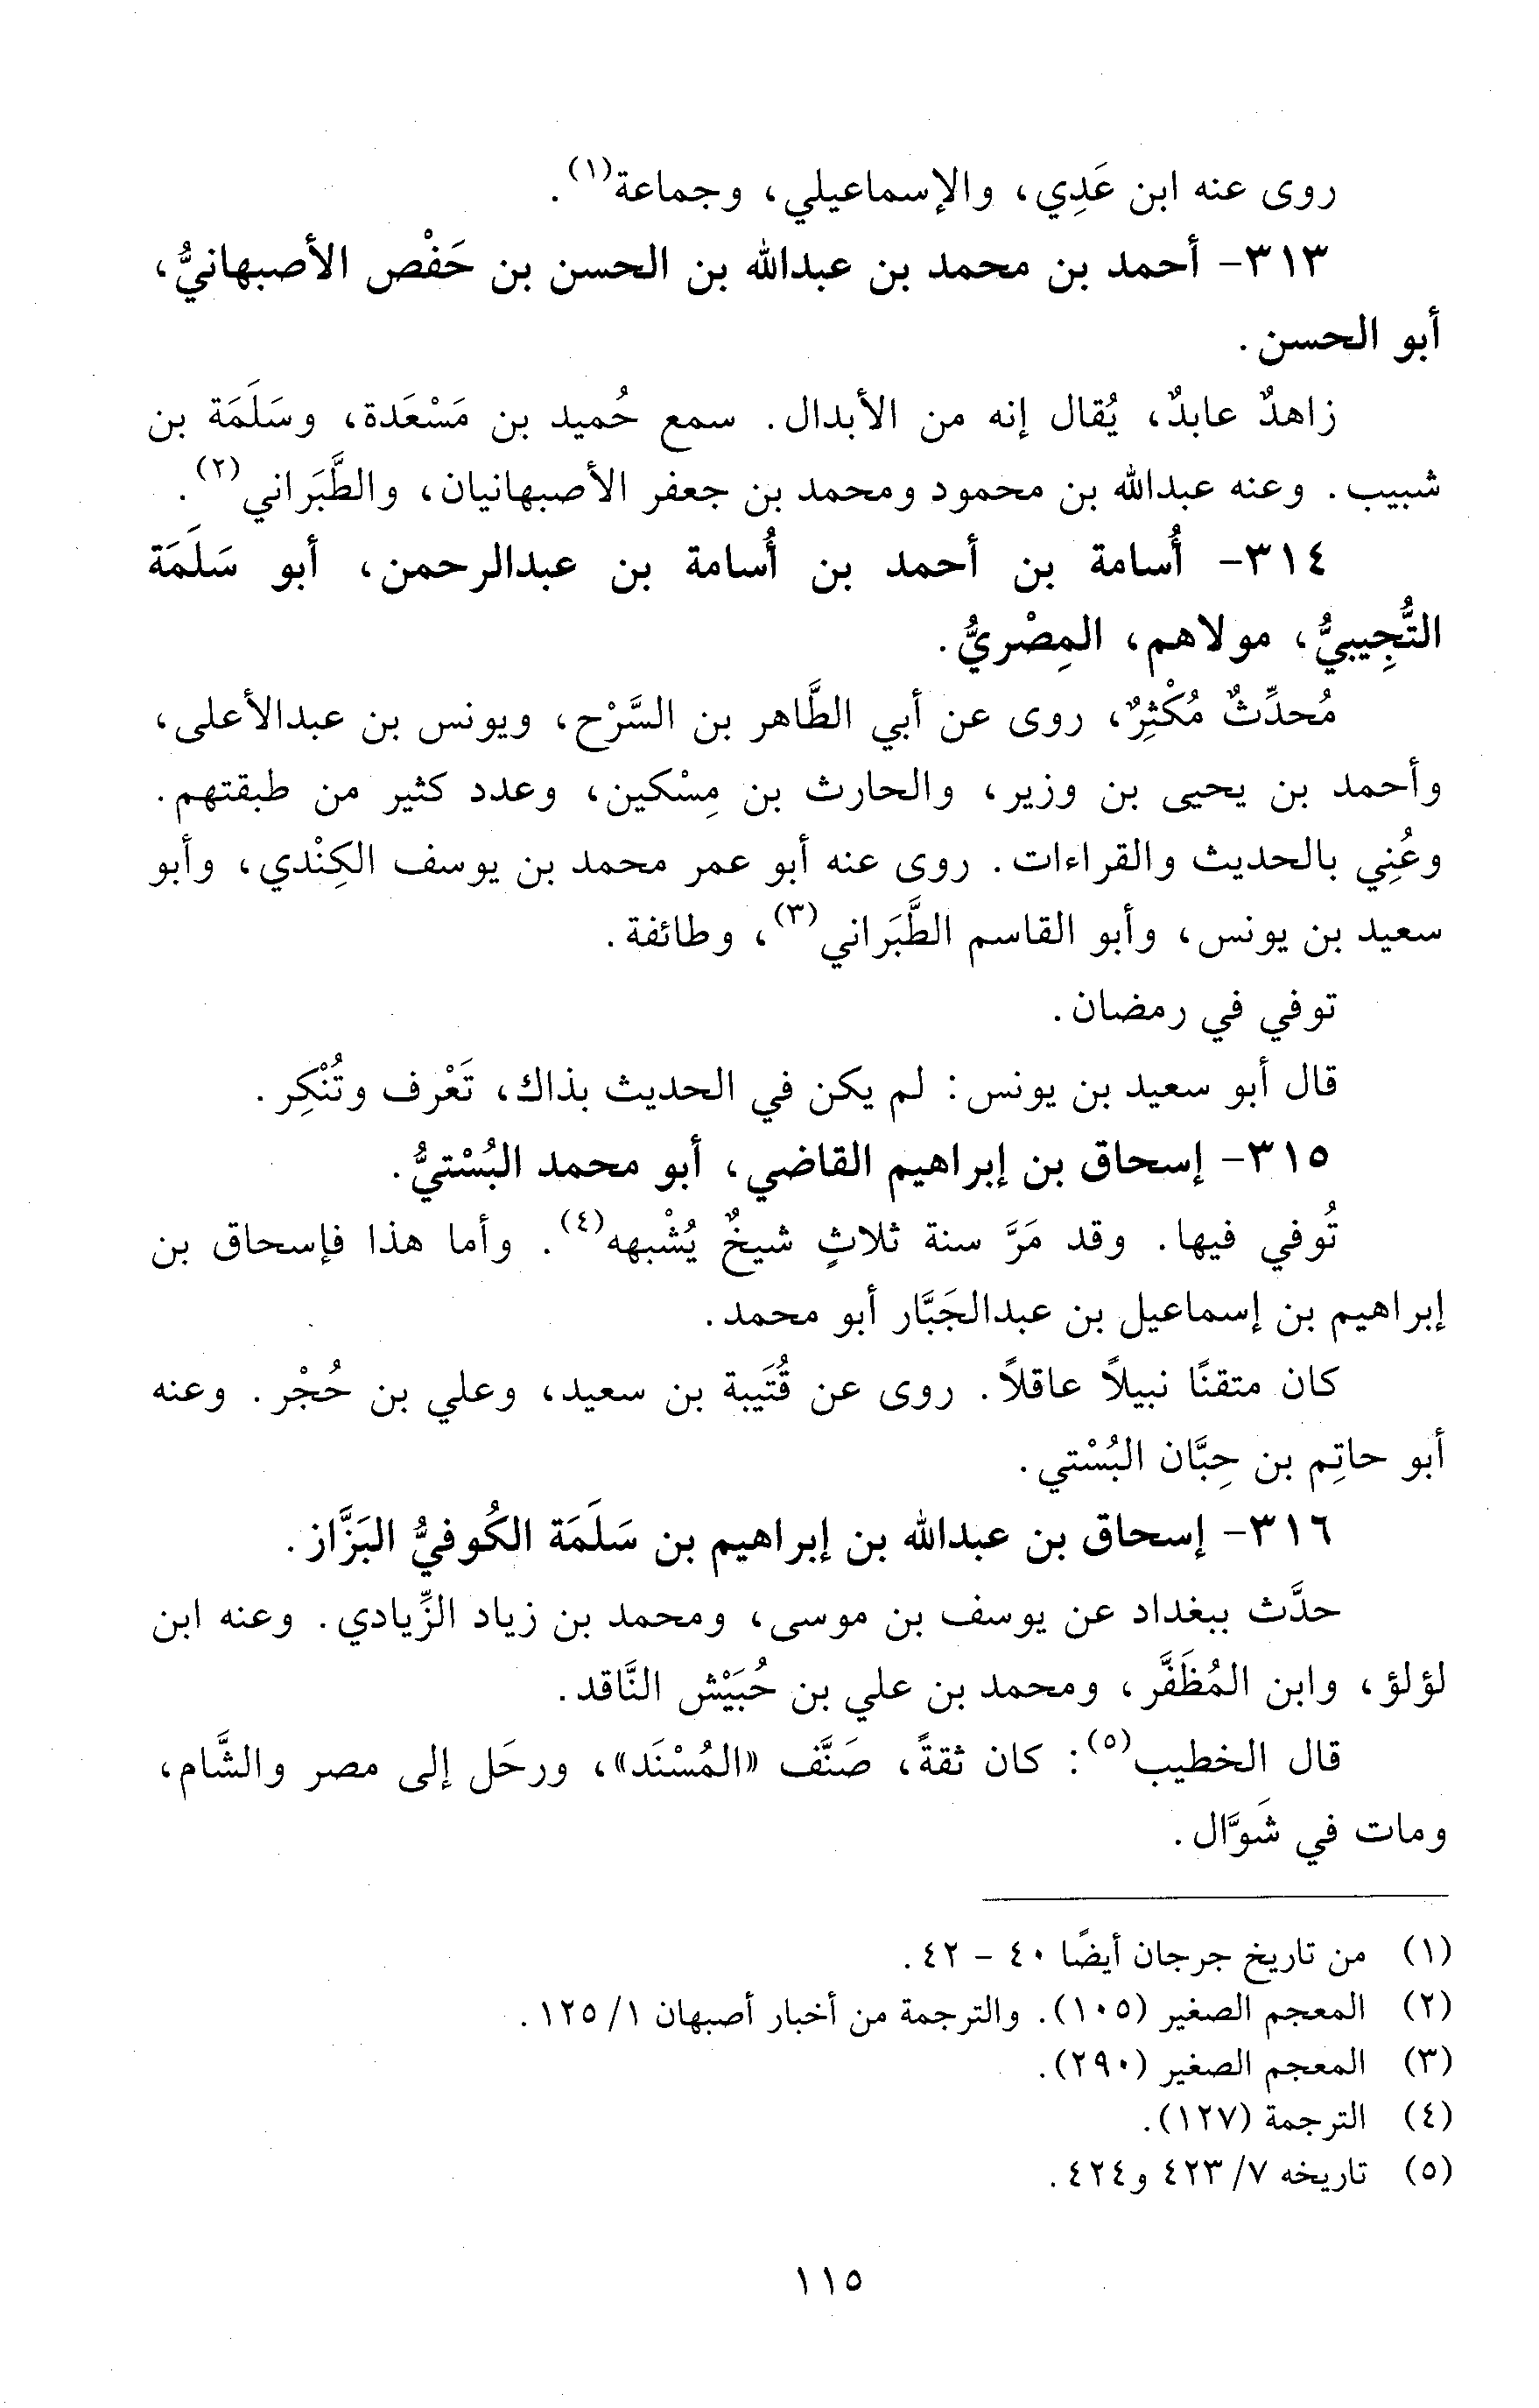 روى عنه ابن عَدِي، والإسماعيلي، وجماعة(١).
٣١٣- أحمد بن محمد بن عبدالله بن الحسن بن حَفْص الأصبهانيُّ،
أبو الحسن.
زاهدٌ عابدٌ، يُقال إنه من الأبدال. سمع حُميد بن مَسْعَدة، وسَلَمَة بن
شبيب. وعنه عبدالله بن محمود ومحمد بن جعفر الأصبهانيان، والطَّبَراني(٢).
٣١٤- أُسامة بن أحمد بن أُسامة بن عبدالرحمن، أبو سَلَمَة
التُّجِيبيُّ، مولاهم، المِصْريُّ.
مُحدِّثٌ مُكْثِرٌ، روى عن أبي الطَّاهر بن السَّرْح، ويونس بن عبدالأعلى،
وأحمد بن يحيى بن وزير، والحارث بن مِسْكين، وعدد كثير من طبقتهم.
وعُنِي بالحديث والقراءات. روى عنه أبو عمر محمد بن يوسف الكِنْدي، وأبو
سعيد بن يونس، وأبو القاسم الطَّبَراني(٣)، وطائفة.
توفي في رمضان.
قال أبو سعيد بن يونس: لم يكن في الحديث بذاك، تَعْرف وتُنْكِر.
٣١٥- إسحاق بن إبراهيم القاضي، أبو محمد البُسْتيُّ.
تُوفي فيها. وقد مَرَّ سنة ثلاثٍ شيخٌ يُشْبهه(٤). وأما هذا فإسحاق بن
إبراهيم بن إسماعيل بن عبدالجَبَّار أبو محمد.
كان متقنًا نبيلاً عاقلاً. روى عن قُتَيبة بن سعيد، وعلي بن حُجْر. وعنه
أبو حاتِم بن حِبَّان البُسْتي.
٣١٦- إسحاق بن عبدالله بن إبراهيم بن سَلَمَة الكُوفيُّ البَزَّاز.
حدَّث ببغداد عن يوسف بن موسى، ومحمد بن زياد الزِّيادي. وعنه ابن
لؤلؤ، وابن المُظَفَّر، ومحمد بن علي بن حُبَيْش النَّاقد.
قال الخطيب(٥): كان ثقةً، صَنَّف «المُسْنَد»، ورحَل إلى مصر والشَّام،
ومات في شَوَّال.
(١) من تاريخ جرجان أيضًا ٤٠ - ٤٢.
(٢) المعجم الصغير (١٠٥). والترجمة من أخبار أصبهان ١/ ١٢٥.
(٣) المعجم الصغير (٢٩٠).
(٤) الترجمة (١٢٧).
(٥) تاريخه ٧/ ٤٢٣ و٤٢٤.
١١٥